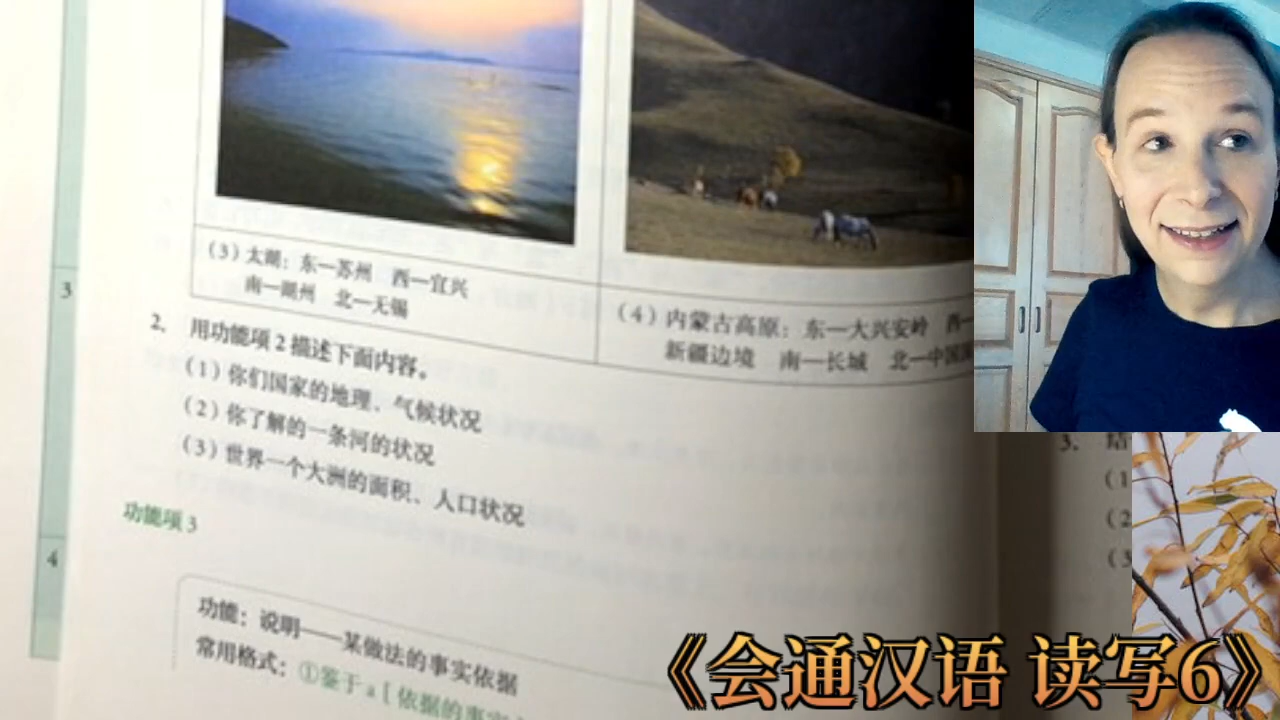 (3) 太湖：东—苏州 西—宜兴
南—湖州 北—无锡
(4) 内蒙古高原：东—大兴安岭 西—
新疆边境 南—长城 北—中国
2. 用功能项2描述下面内容。
(1) 你们国家的地理、气候状况
(2) 你了解的一条河的状况
(3) 世界一个大洲的面积、人口状况
功能项3
功能：说明——某做法的事实依据
常用格式：①鉴于a [依据的事实
3
4
3. 结
(1
(2
(3
《会通汉语 读写6》